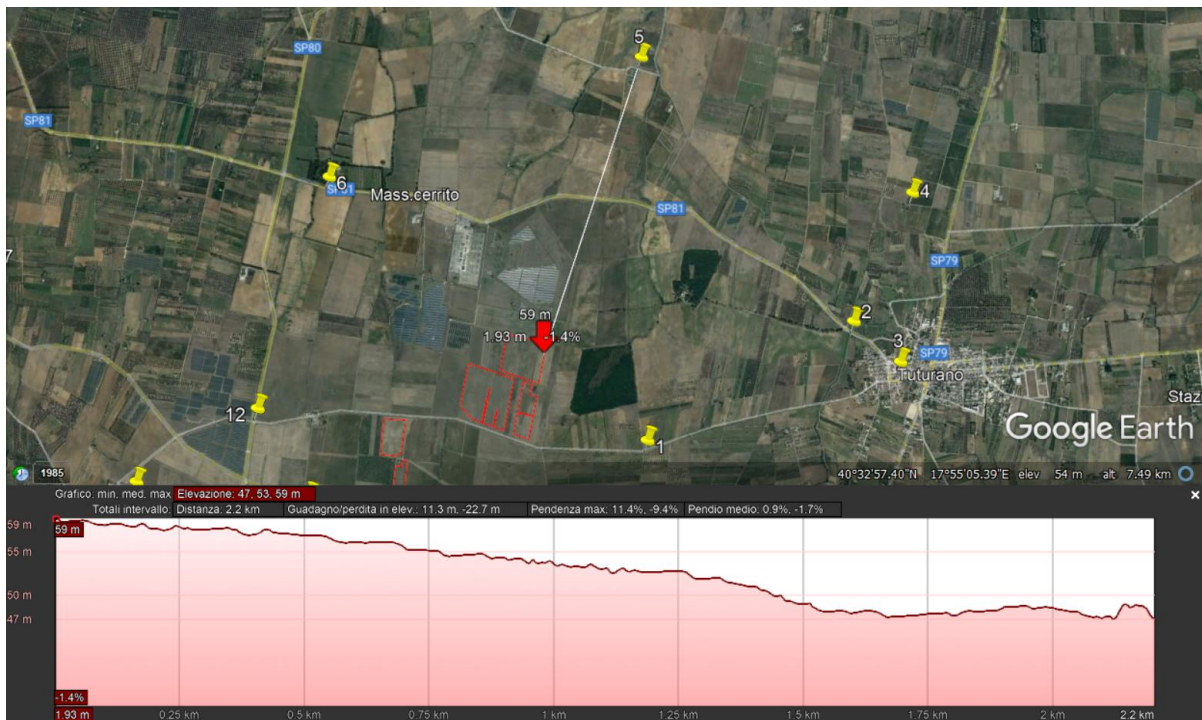 5
SP80
SP81
6
SP81
Mass.cerrito
SP81
4
7
SP79
59 m
1.93 m -1.4%
2
3
SP79
Tuturano
12
Staz
1
Google Earth
1985
40°32'57.40"N 17°55'05.39"E elev 54 m alt 7.49 km
Grafico: min. med. max Elevazione: 47, 53, 59 m
Totali intervallo: Distanza: 2.2 km Guadagno/perdita in elev.: 11.3 m, -22.7 m Pendenza max. 11.4%, -9.4% Pendio medio: 0.9%. -1.7%
59 m
59 m
55 m
50 m
47 m
-1.4%
1.93 m 0.25 km 0.5 km 0.75 km 1 km 1.25 km 1.5 km 1.75 km 2 km 2.2 km